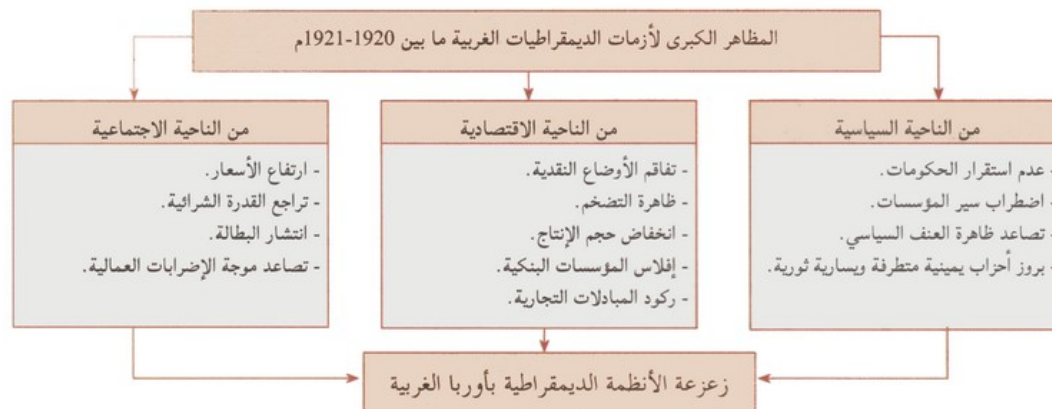 المظاهر الكبرى لأزمات الديمقراطيات الغربية ما بين 1920-1921م
من الناحية السياسية
- عدم استقرار الحكومات.
- اضطراب سير المؤسسات.
- تصاعد ظاهرة العنف السياسي.
- بروز أحزاب يمينية متطرفة ويسارية ثورية.
من الناحية الاقتصادية
- تفاقم الأوضاع النقدية.
- ظاهرة التضخم.
- انخفاض حجم الإنتاج.
- إفلاس المؤسسات البنكية.
- ركود المبادلات التجارية.
من الناحية الاجتماعية
- ارتفاع الأسعار.
- تراجع القدرة الشرائية.
- انتشار البطالة.
- تصاعد موجة الإضرابات العمالية.
زعزعة الأنظمة الديمقراطية بأوربا الغربية